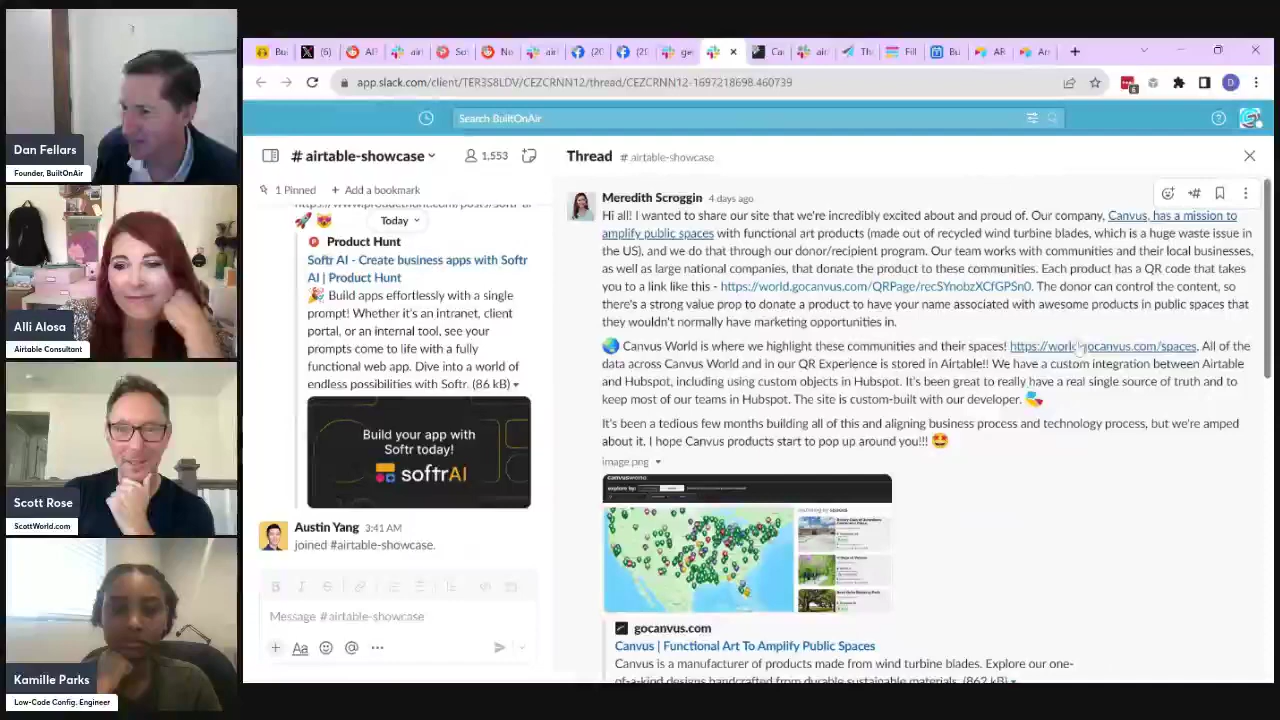 Dan Fellars
Founder, BuiltOnAir
Alli Alosa
Airtable Consultant
Scott Rose
ScottWorld.com
Kamille Parks
Low-Code Config, Engineer
app.slack.com/client/TER3S8LDV/CEZCRNN12/thread/CEZCRNN12-1697218698.460739
Search BuiltOnAir
# airtable-showcase
1,553
1 Pinned
+ Add a bookmark
Today
Product Hunt
Softr AI - Create business apps with Softr
AI | Product Hunt
🎉 Build apps effortlessly with a single
prompt! Whether it's an intranet, client
portal, or an internal tool, see your
prompts come to life with a fully
functional web app. Dive into a world of
endless possibilities with Softr. (86 kB)
Build your app with
Softr today!
softrAI
Austin Yang 3:41 AM
joined #airtable-showcase.
Message #airtable-showcase
Aa
Thread # airtable-showcase
Meredith Scroggin 4 days ago
Hi all! I wanted to share our site that we're incredibly excited about and proud of. Our company, Canvus, has a mission to
amplify public spaces with functional art products (made out of recycled wind turbine blades, which is a huge waste issue in
the US), and we do that through our donor/recipient program. Our team works with communities and their local businesses,
as well as large national companies, that donate the product to these communities. Each product has a QR code that takes
you to a link like this - https://world.gocanvus.com/QRPage/recSYnobzXCfGPSn0. The donor can control the content, so
there's a strong value prop to donate a product to have your name associated with awesome products in public spaces that
they wouldn't normally have marketing opportunities in.
🌎 Canvus World is where we highlight these communities and their spaces! https://world.gocanvus.com/spaces. All of the
data across Canvus World and in our QR Experience is stored in Airtable!! We have a custom integration between Airtable
and Hubspot, including using custom objects in Hubspot. It's been great to really have a real single source of truth and to
keep most of our teams in Hubspot. The site is custom-built with our developer.
It's been a tedious few months building all of this and aligning business process and technology process, but we're amped
about it. I hope Canvus products start to pop up around you!!! 🤩
image.png
gocanvus.com
Canvus | Functional Art To Amplify Public Spaces
Canvus is a manufacturer of products made from wind turbine blades. Explore our one-
of-a-kind designs handcrafted from durable sustainable materials. (862 kB)